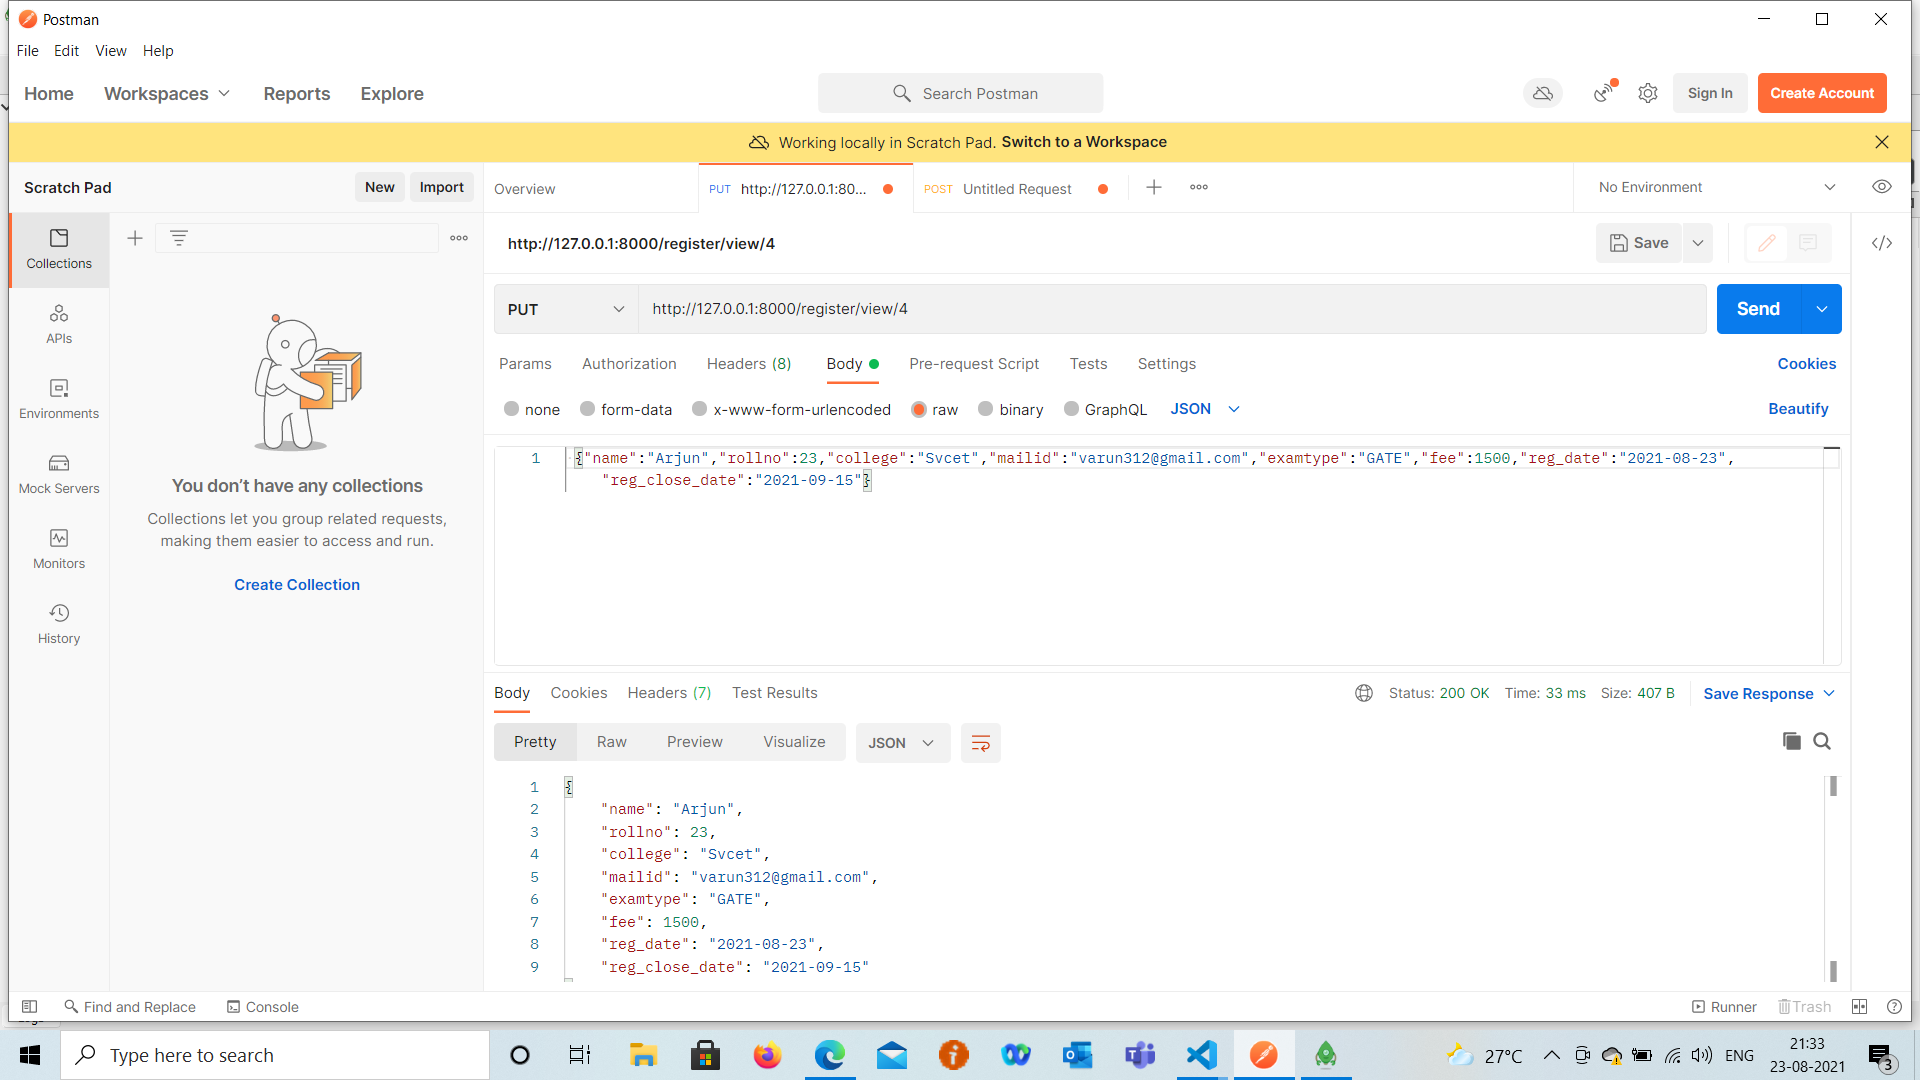 Postman
File Edit View Help
Home Workspaces Reports Explore
Search Postman
Sign In
Create Account
Working locally in Scratch Pad. Switch to a Workspace
Scratch Pad
New
Import
Overview
PUT http://127.0.0.1:80...
POST Untitled Request
No Environment
http://127.0.0.1:8000/register/view/4
Save
PUT
http://127.0.0.1:8000/register/view/4
Send
Collections
APIs
Environments
Mock Servers
Monitors
History
You don't have any collections
Collections let you group related requests,
making them easier to access and run.
Create Collection
Params Authorization Headers (8) Body Pre-request Script Tests Settings
Cookies
none form-data x-www-form-urlencoded raw binary GraphQL JSON
Beautify
1 {"name":"Arjun","rollno":23,"college":"Svcet","mailid":"varun312@gmail.com","examtype":"GATE","fee":1500,"reg_date":"2021-08-23",
"reg_close_date":"2021-09-15"}
Body Cookies Headers (7) Test Results
Status: 200 OK Time: 33 ms Size: 407 B
Save Response
Pretty Raw Preview Visualize JSON
1 {
2 "name": "Arjun",
3 "rollno": 23,
4 "college": "Svcet",
5 "mailid": "varun312@gmail.com",
6 "examtype": "GATE",
7 "fee": 1500,
8 "reg_date": "2021-08-23",
9 "reg_close_date": "2021-09-15"
Find and Replace Console
Runner Trash
Type here to search
27°C
ENG
21:33
23-08-2021
3